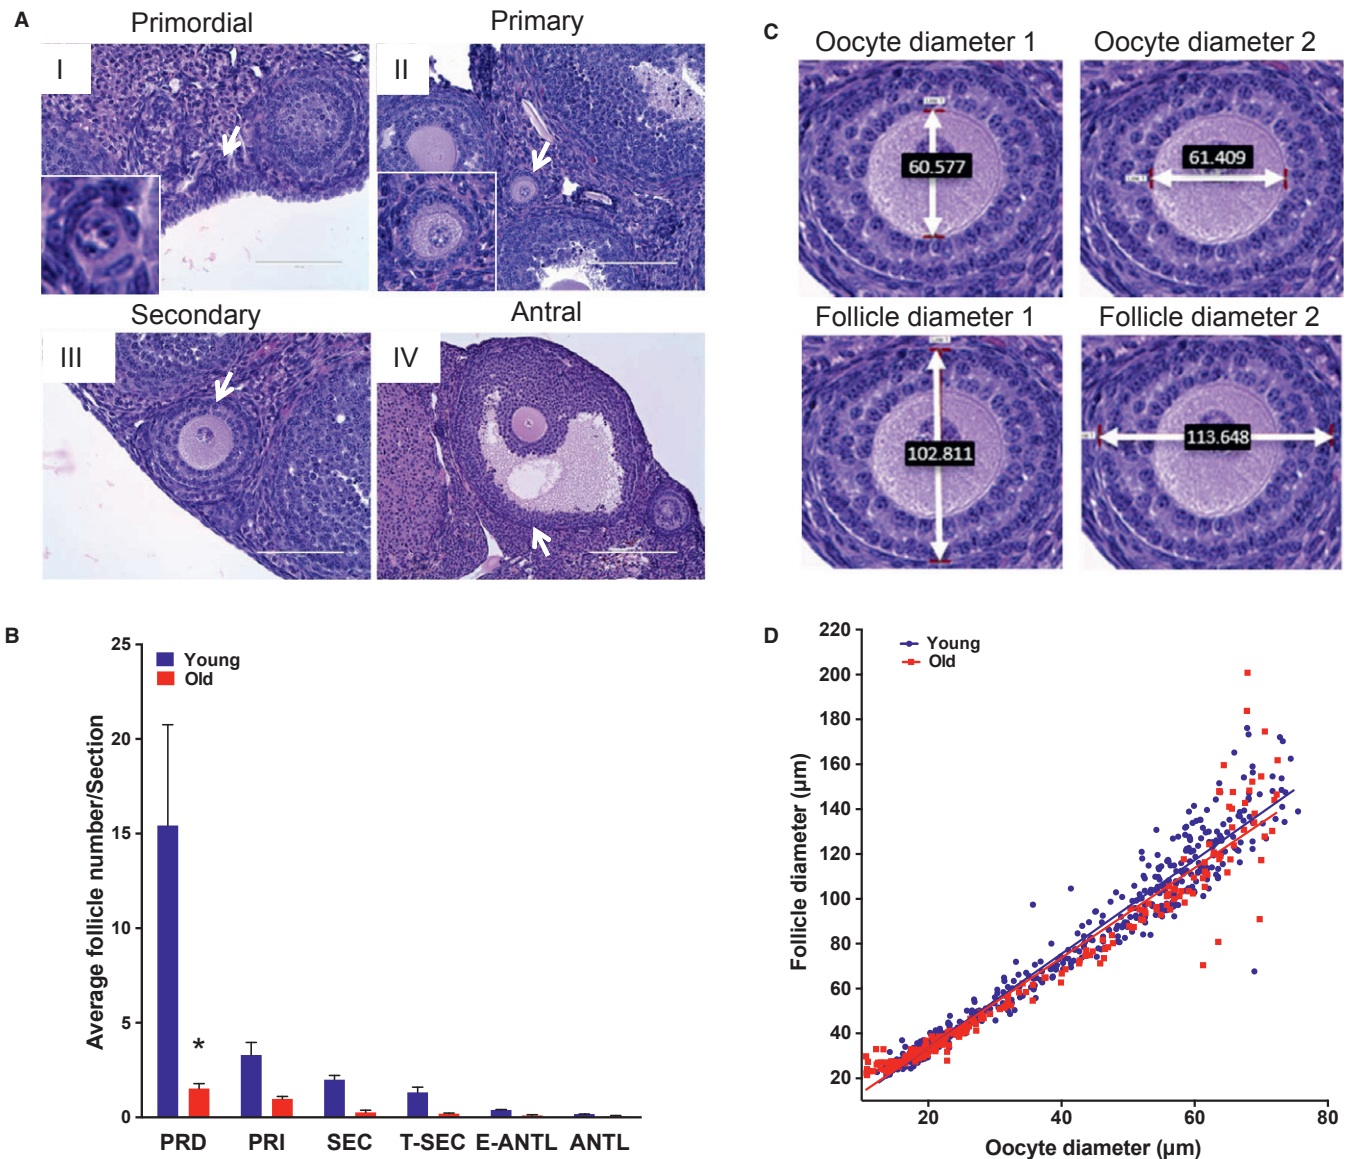 A
Primordial
Primary
I
II
Secondary
Antral
III
IV
C
Oocyte diameter 1
Oocyte diameter 2
60.577
61.409
Follicle diameter 1
Follicle diameter 2
102.811
113.648
B
25
20
15
10
5
0
Average follicle number/Section
Young
Old
*
PRD PRI SEC T-SEC E-ANTL ANTL
D
220
200
180
160
140
120
100
80
60
40
20
Follicle diameter (µm)
Young
Old
20 40 60 80
Oocyte diameter (µm)